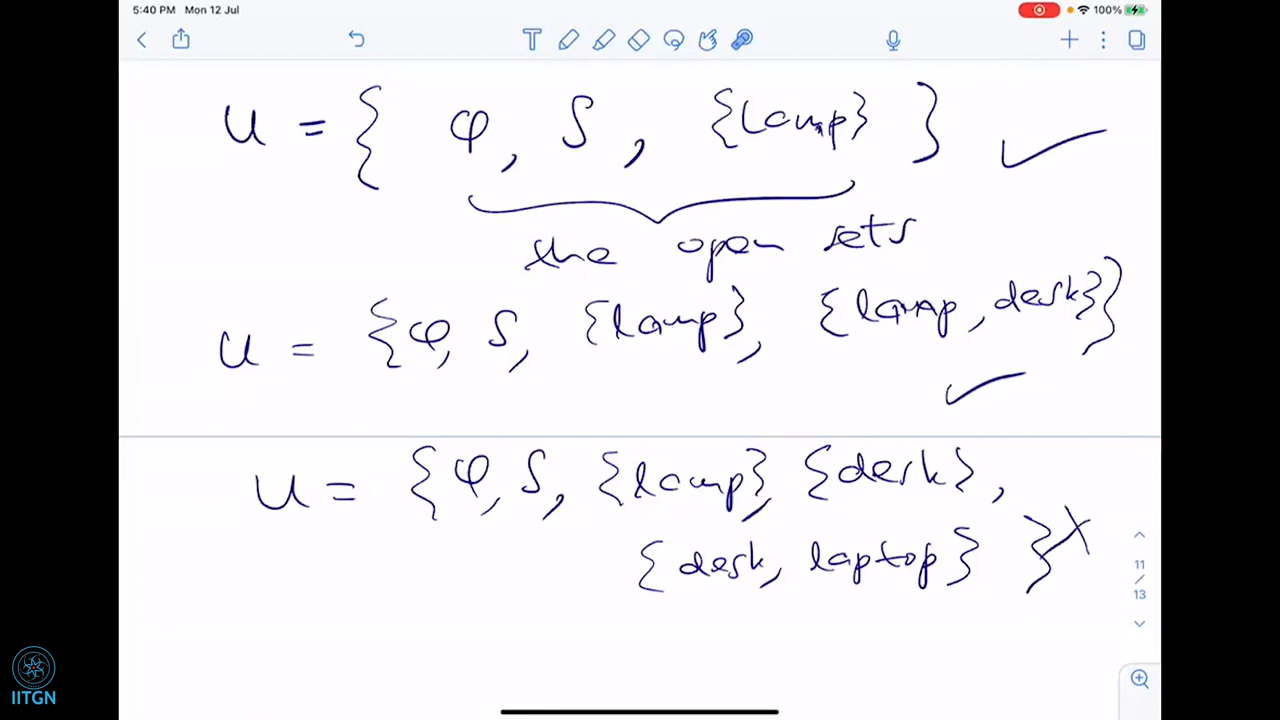 5:40 PM Mon 12 Jul 100%
U = { φ, S, {lamp} }
the open sets
U = {φ, S, {lamp}, {lamp, desk}}
U = {φ, S, {lamp}, {desk},
{desk, laptop} }
11
/
13
IITGN